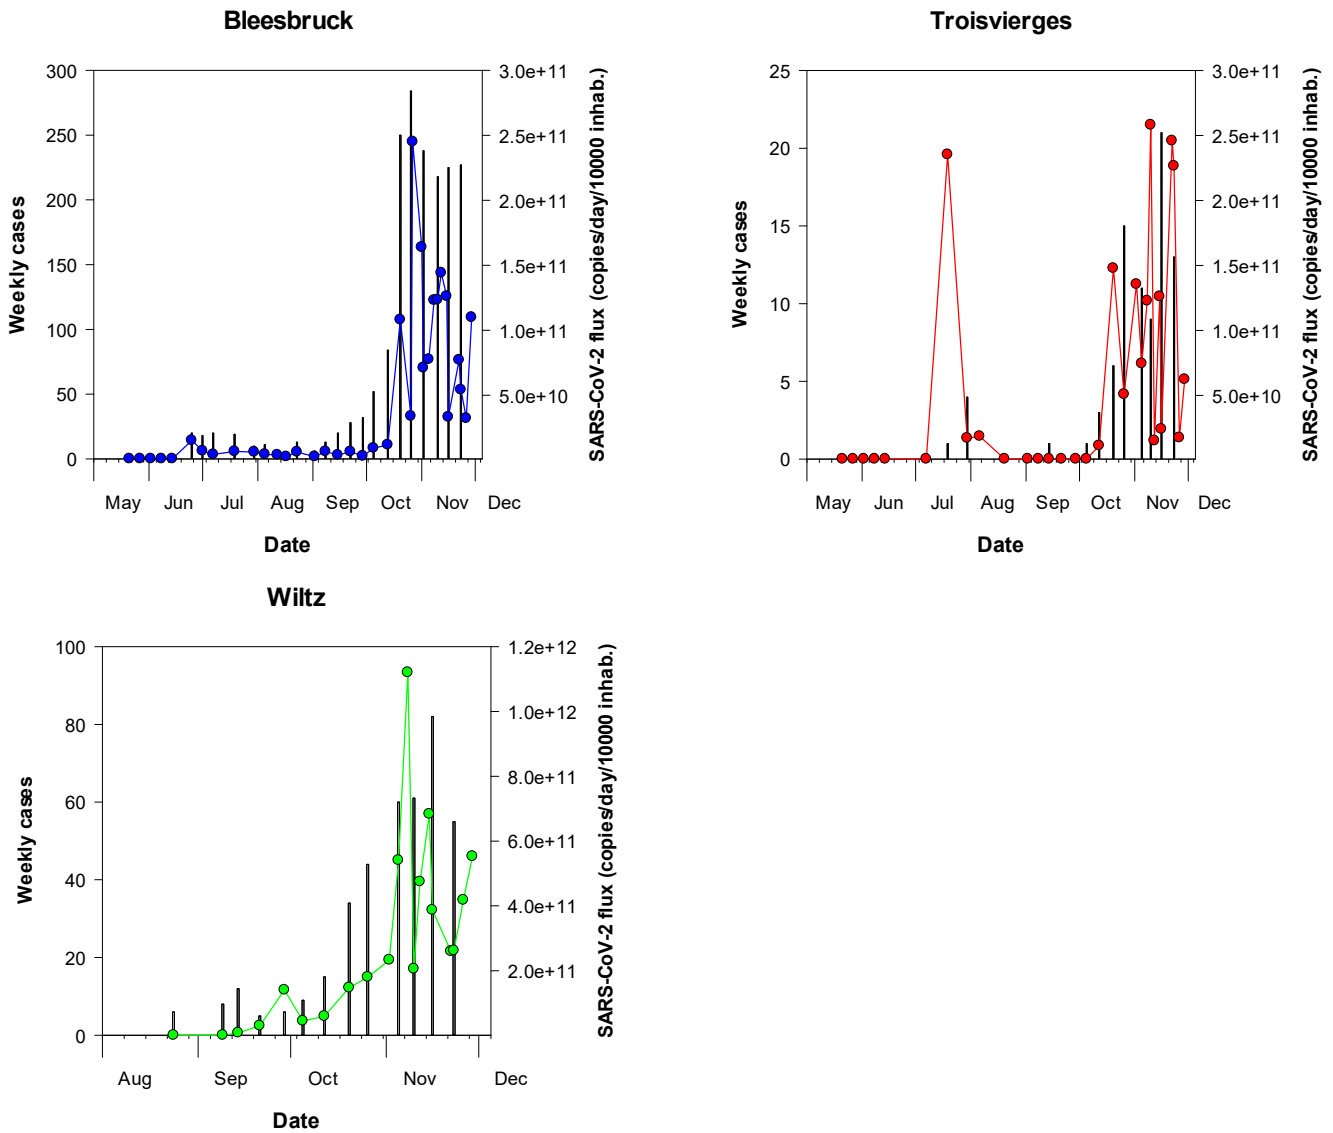 Bleesbruck
300
250
200
150
100
50
0
Weekly cases
3.0e+11
2.5e+11
2.0e+11
1.5e+11
1.0e+11
5.0e+10
SARS-CoV-2 flux (copies/day/10000 inhab.)
May Jun Jul Aug Sep Oct Nov Dec
Date
Troisvierges
25
20
15
10
5
0
Weekly cases
3.0e+11
2.5e+11
2.0e+11
1.5e+11
1.0e+11
5.0e+10
SARS-CoV-2 flux (copies/day/10000 inhab.)
May Jun Jul Aug Sep Oct Nov Dec
Date
Wiltz
100
80
60
40
20
0
Weekly cases
1.2e+12
1.0e+12
8.0e+11
6.0e+11
4.0e+11
2.0e+11
SARS-CoV-2 flux (copies/day/10000 inhab.)
Aug Sep Oct Nov Dec
Date